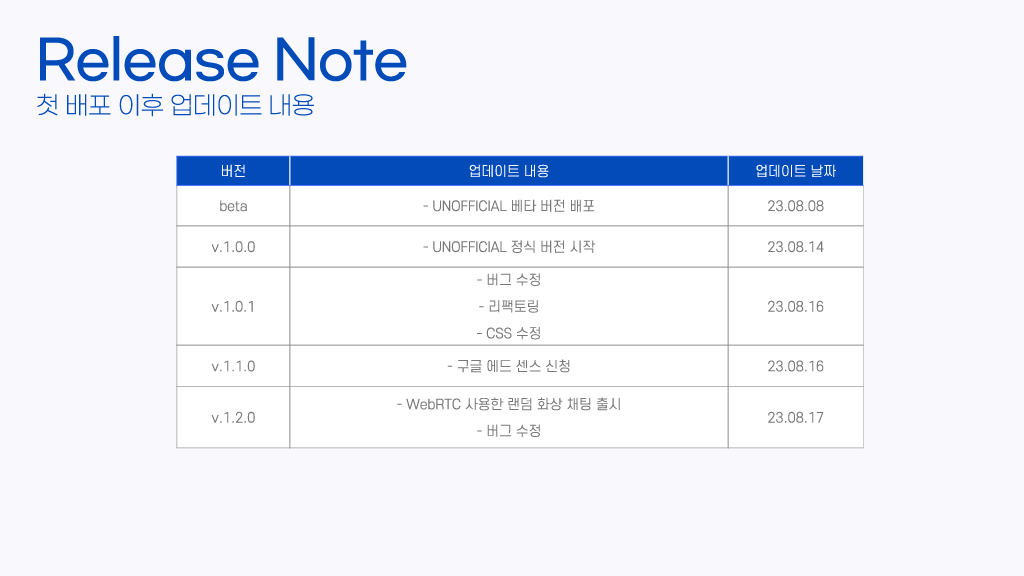 Release Note
첫 배포 이후 업데이트 내용
버전 업데이트 내용 업데이트 날짜
beta - UNOFFICIAL 베타 버전 배포 23.08.08
v.1.0.0 - UNOFFICIAL 정식 버전 시작 23.08.14
- 버그 수정
v.1.0.1 - 리팩토링 23.08.16
- CSS 수정
v.1.1.0 - 구글 에드 센스 신청 23.08.16
- WebRTC 사용한 랜덤 화상 채팅 출시
v.1.2.0 23.08.17
- 버그 수정